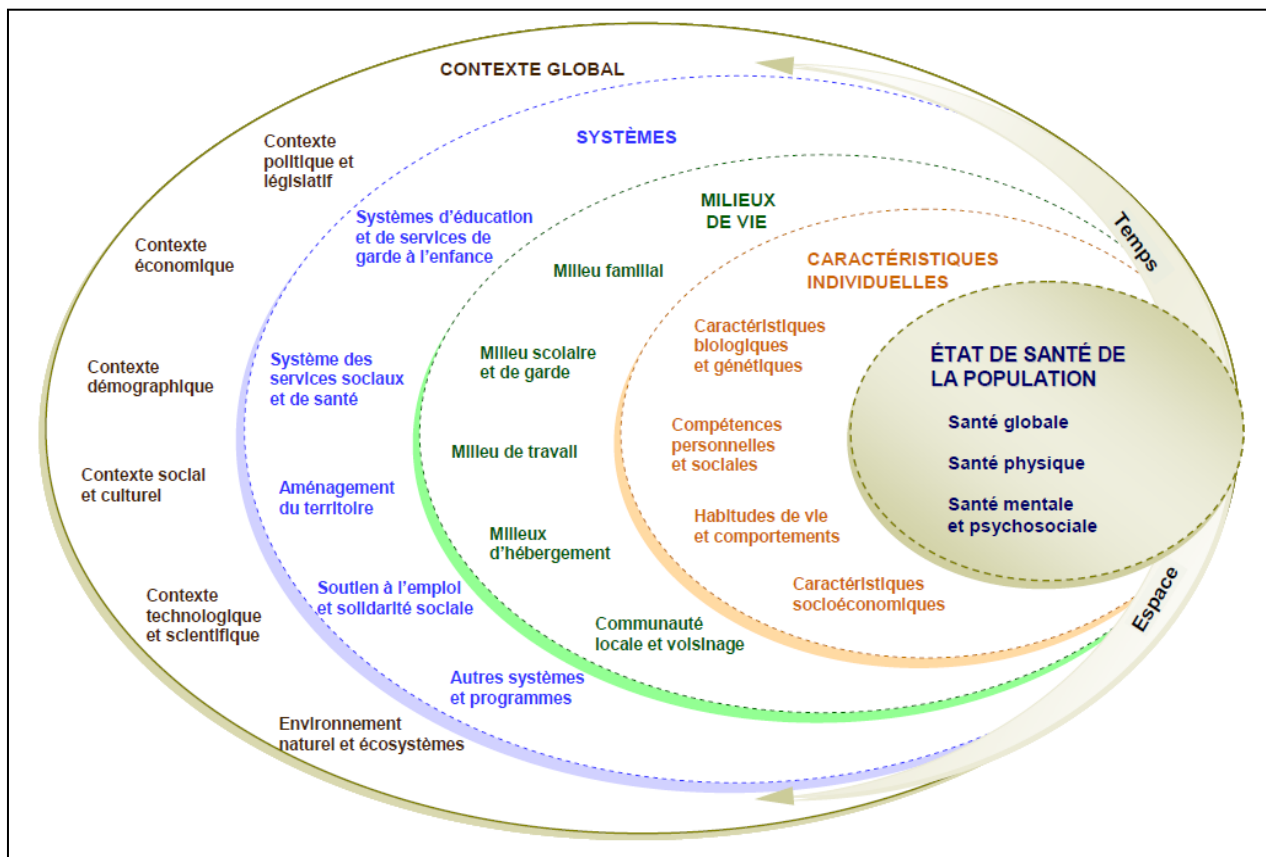 CONTEXTE GLOBAL
Contexte
politique et
législatif
Contexte
économique
Contexte
démographique
Contexte social
et culturel
Contexte
technologique
et scientifique
Environnement
naturel et écosystèmes
SYSTÈMES
Systèmes d'éducation
et de services de
garde à l'enfance
Système des
services sociaux
et de santé
Aménagement
du territoire
Soutien à l'emploi
et solidarité sociale
Autres systèmes
et programmes
MILIEUX
DE VIE
Milieu familial
Milieu scolaire
et de garde
Milieu de travail
Milieux
d'hébergement
Communauté
locale et voisinage
CARACTÉRISTIQUES
INDIVIDUELLES
Caractéristiques
biologiques
et génétiques
Compétences
personnelles
et sociales
Habitudes de vie
et comportements
Caractéristiques
socioéconomiques
ÉTAT DE SANTÉ DE
LA POPULATION
Santé globale
Santé physique
Santé mentale
et psychosociale
Temps
Espace